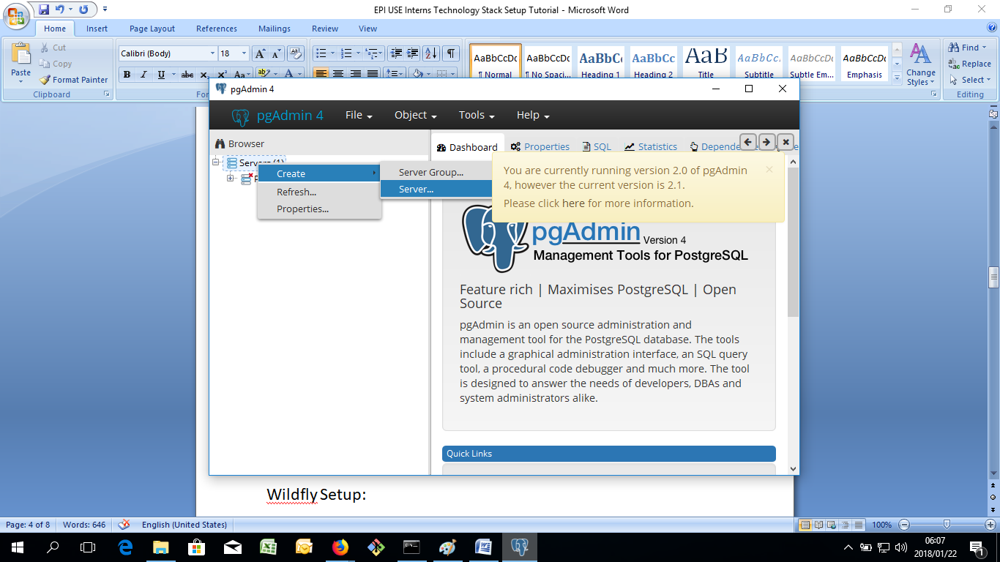 EPI USE Interns Technology Stack Setup Tutorial - Microsoft Word
Home Insert Page Layout References Mailings Review View
Paste
Cut
Copy
Format Painter
Clipboard
Calibri (Body) 18
B I U abc X₂ X² Aa
AaBbCcDc AaBbCcDc AaBbC AaBbCc AaB AaBbCc. AaBbCcDc AaBbCcDc
¶ Normal ¶ No Spaci... Heading 1 Heading 2 Title Subtitle Subtle Em... Emphasis
Change
Styles
Find
Replace
Select
Editing
pgAdmin 4
pgAdmin 4 File Object Tools Help
Browser
Dashboard Properties SQL Statistics
Servers (1)
Create
Refresh...
Properties...
Server Group...
Server...
You are currently running version 2.0 of pgAdmin
4, however the current version is 2.1.
Please click here for more information.
pgAdmin Version 4
Management Tools for PostgreSQL
Feature rich | Maximises PostgreSQL | Open
Source
pgAdmin is an open source administration and
management tool for the PostgreSQL database. The tools
include a graphical administration interface, an SQL query
tool, a procedural code debugger and much more. The tool
is designed to answer the needs of developers, DBAs and
system administrators alike.
Quick Links
Wildfly Setup:
Page: 4 of 8 Words: 646 English (United States) 100%
06:07
2018/01/22